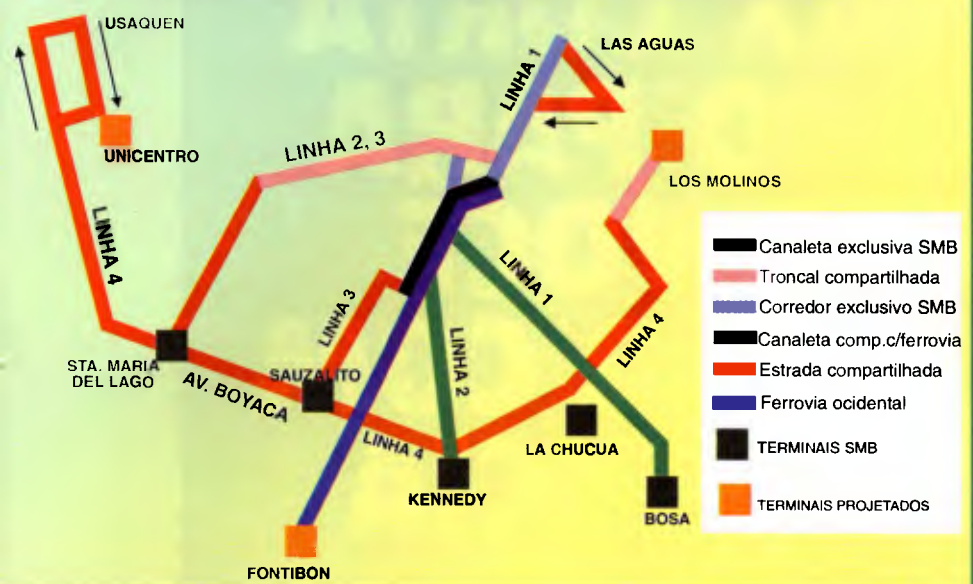 USAQUEN
LINHA 1
LAS AGUAS
UNICENTRO
LINHA 2, 3
LOS MOLINOS
LINHA 4
LINHA 3
LINHA 1
LINHA 2
LINHA 4
STA. MARIA
DEL LAGO
AV. BOYACA
SAUZALITO
LINHA 4
LA CHUCUA
KENNEDY
BOSA
FONTIBON
Canaleta exclusiva SMB
Troncal compartilhada
Corredor exclusivo SMB
Canaleta comp.c/ferrovia
Estrada compartilhada
Ferrovia ocidental
TERMINAIS SMB
TERMINAIS PROJETADOS